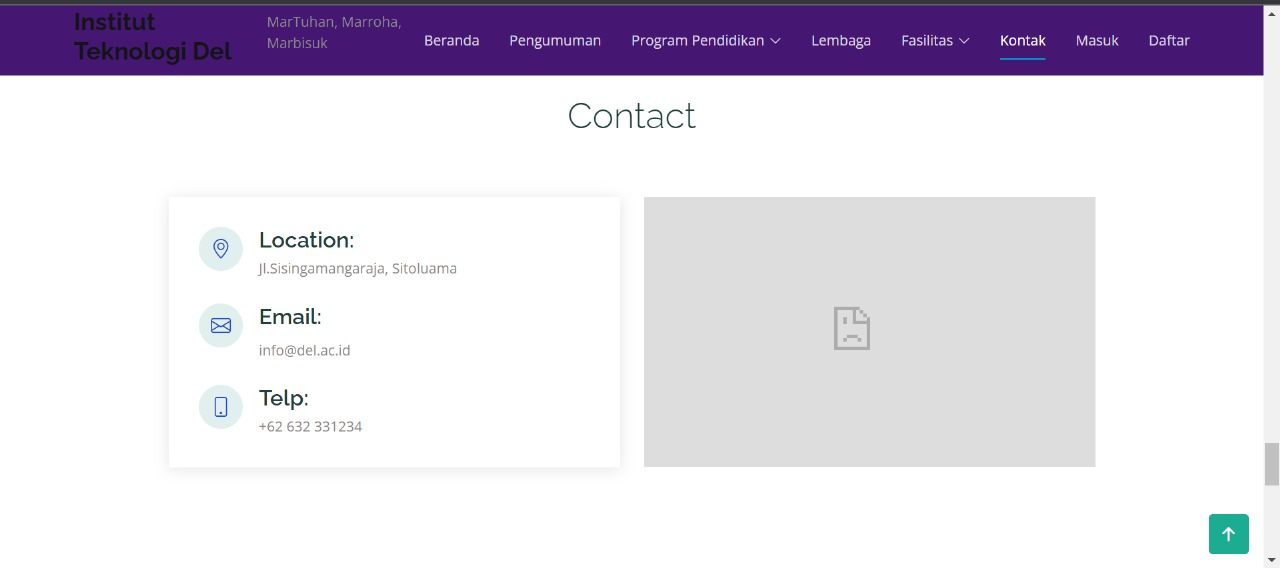 Institut
Teknologi Del
MarTuhan, Marroha,
Marbisuk
Beranda
Pengumuman
Program Pendidikan
Lembaga
Fasilitas
Kontak
Masuk
Daftar
Contact
Location:
Jl.Sisingamangaraja, Sitoluama
Email:
info@del.ac.id
Telp:
+62 632 331234